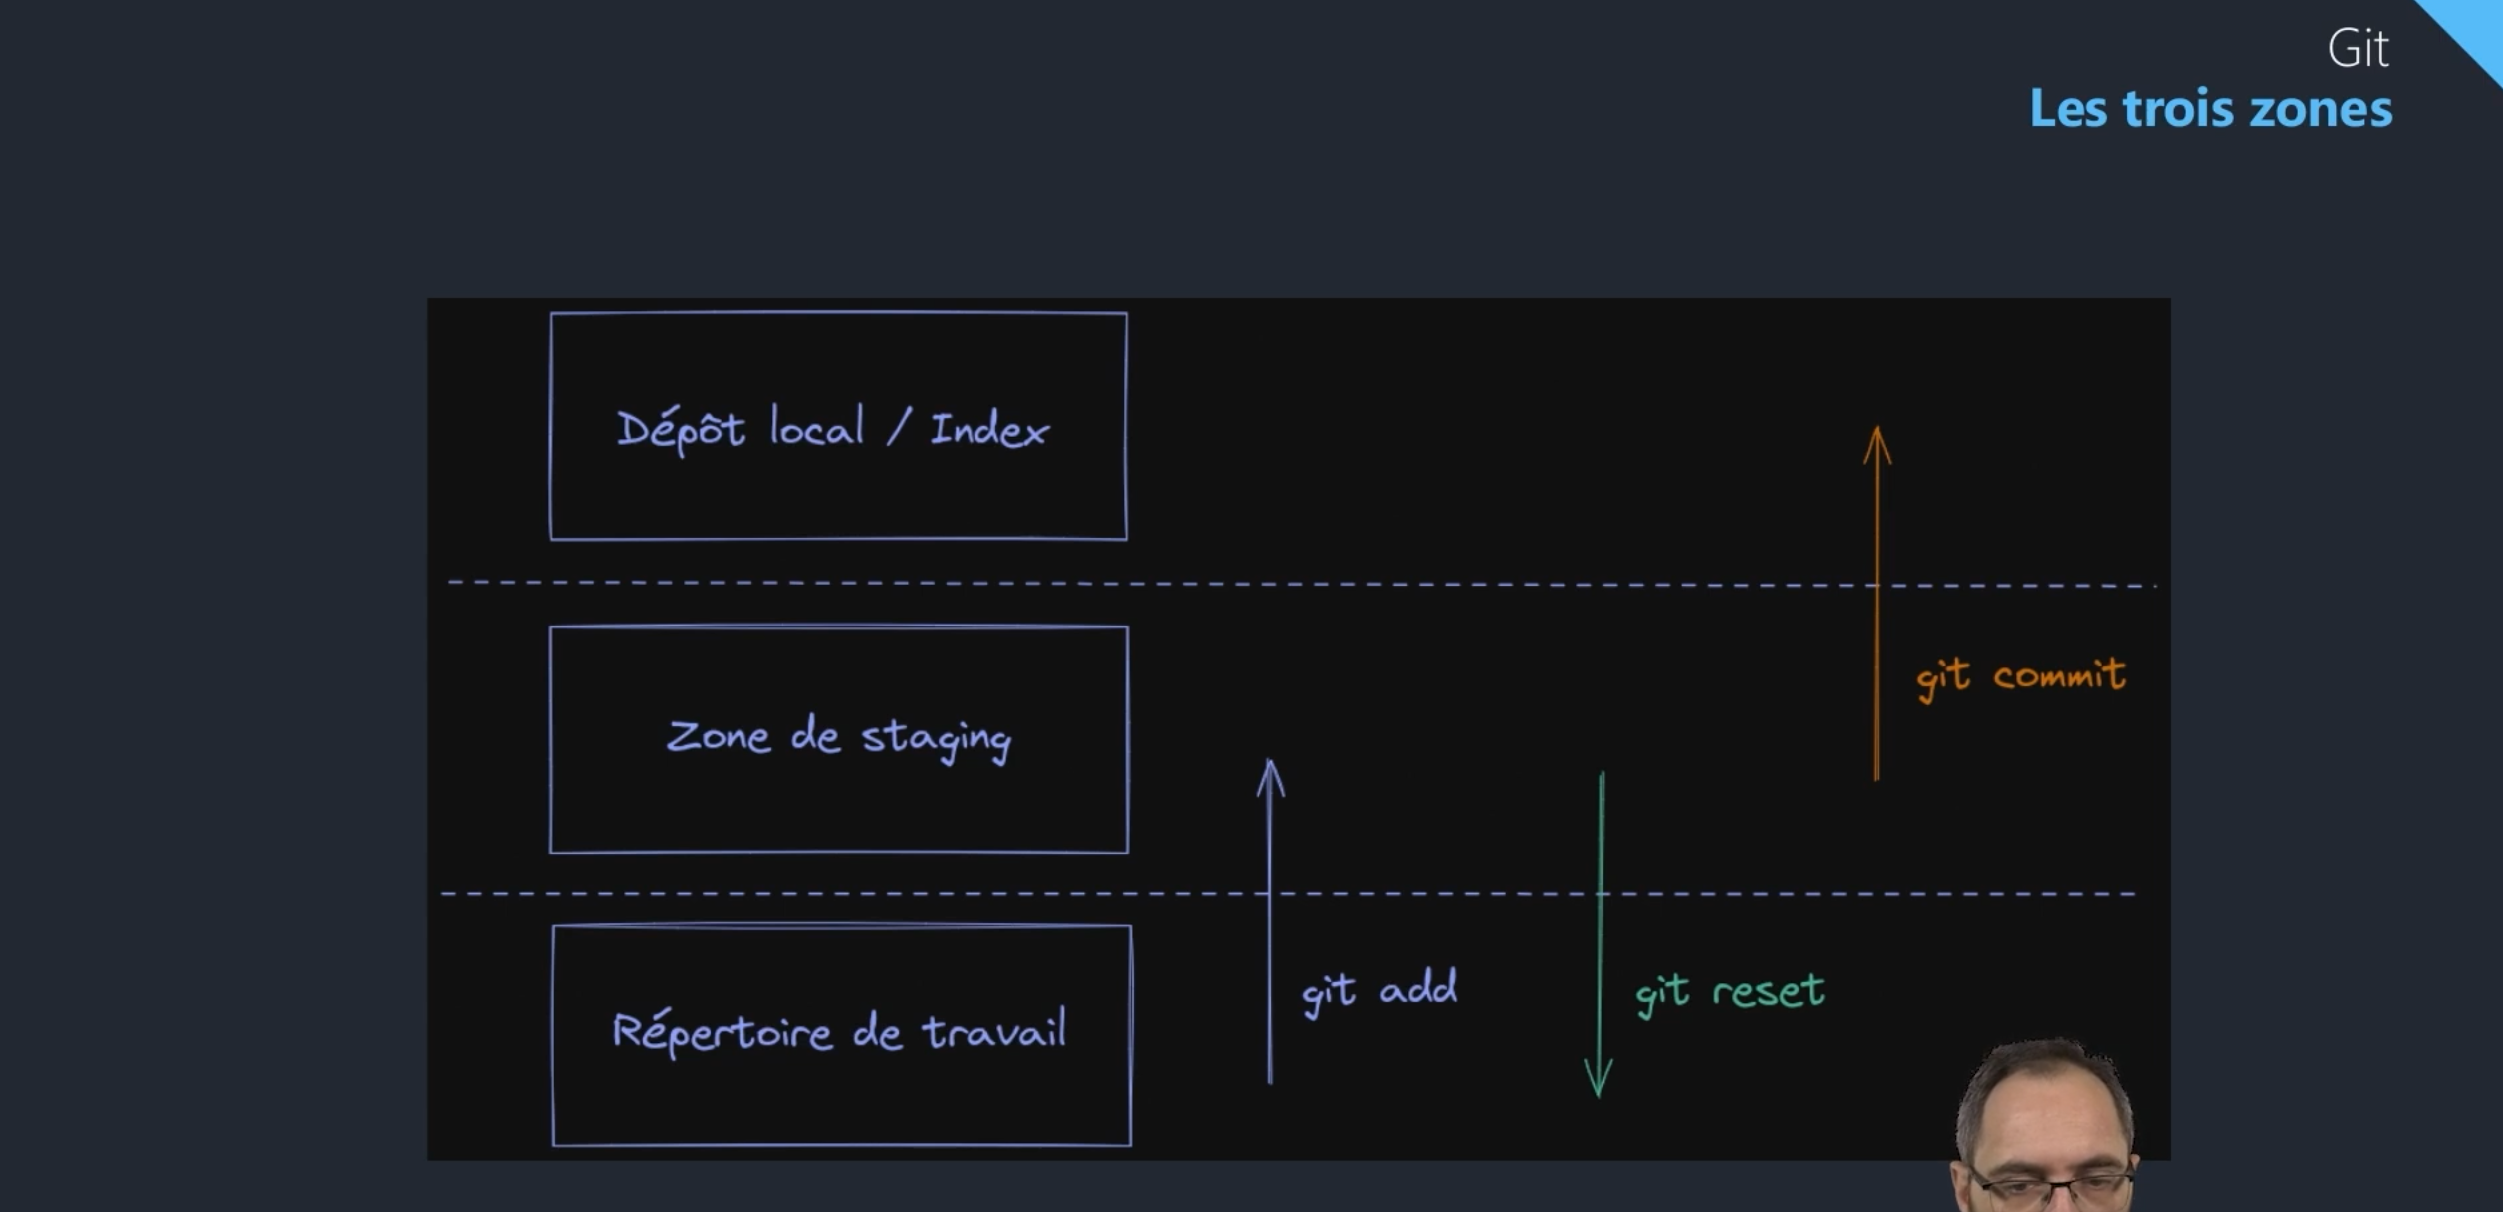 Git
Les trois zones
Dépôt local / Index
git commit
Zone de staging
git add
git reset
Répertoire de travail